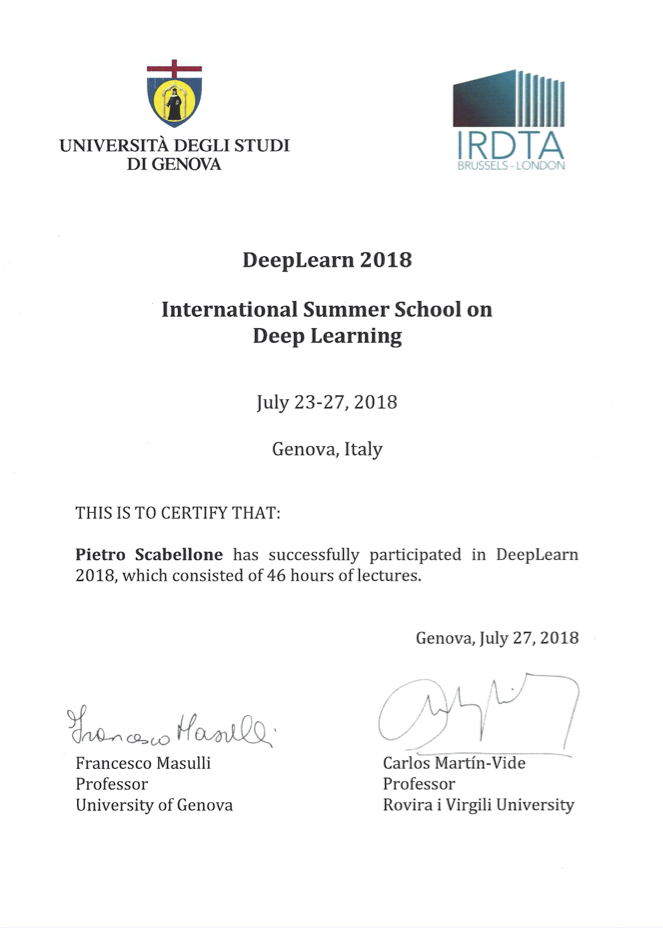 UNIVERSITÀ DEGLI STUDI
DI GENOVA
IRDTA
BRUSSELS - LONDON
DeepLearn 2018
International Summer School on
Deep Learning
July 23-27, 2018
Genova, Italy
THIS IS TO CERTIFY THAT:
Pietro Scabellone has successfully participated in DeepLearn
2018, which consisted of 46 hours of lectures.
Genova, July 27, 2018
Francesco Masulli
Francesco Masulli
Professor
University of Genova
Carlos Martín-Vide
Professor
Rovira i Virgili University